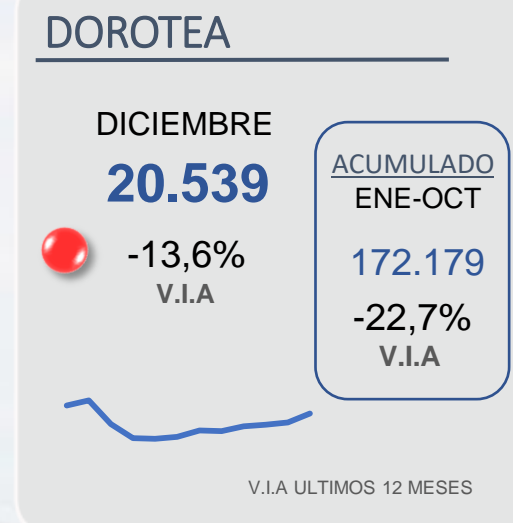 DOROTEA
DICIEMBRE
20.539
-13,6%
V.I.A
ACUMULADO
ENE-OCT
172.179
-22,7%
V.I.A
V.I.A ULTIMOS 12 MESES